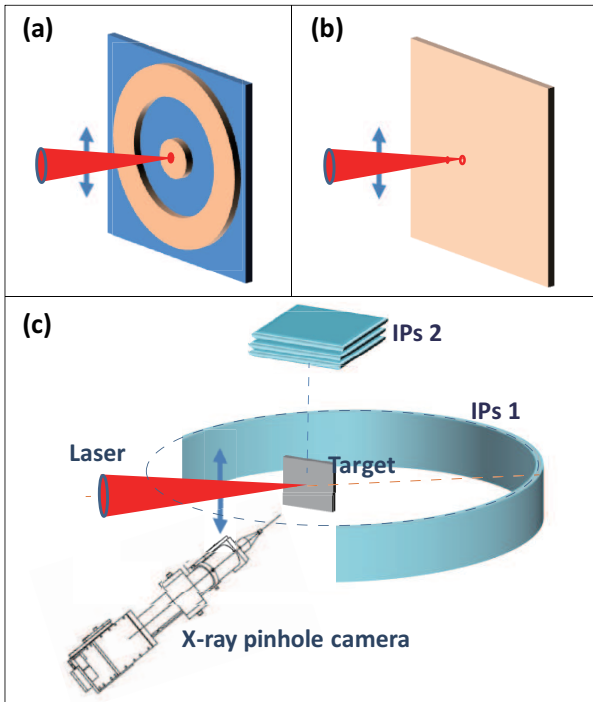 (a)
(b)
(c)
IPs 2
IPs 1
Laser
Target
X-ray pinhole camera